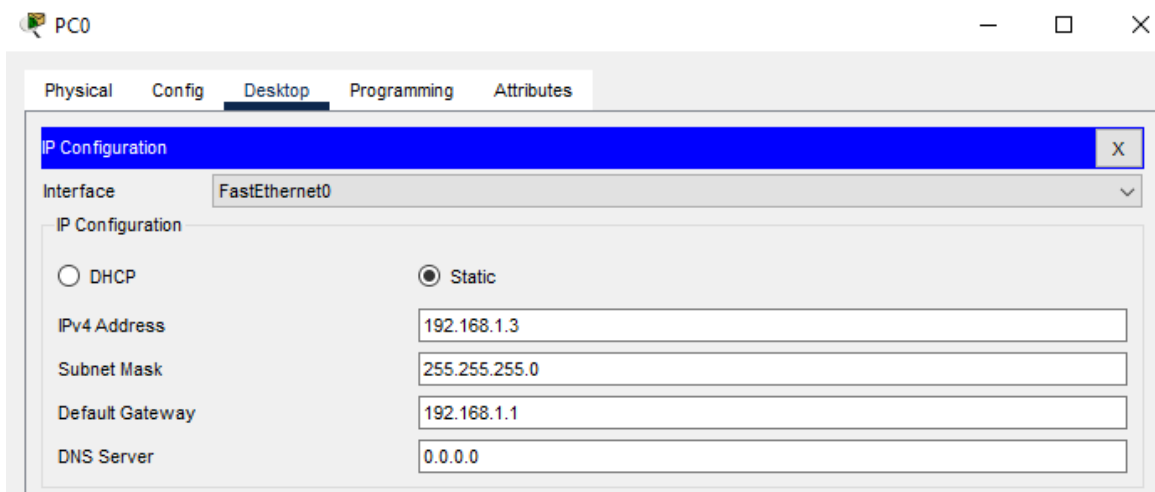 PC0
Physical Config Desktop Programming Attributes
IP Configuration X
Interface FastEthernet0
IP Configuration
DHCP Static
IPv4 Address 192.168.1.3
Subnet Mask 255.255.255.0
Default Gateway 192.168.1.1
DNS Server 0.0.0.0